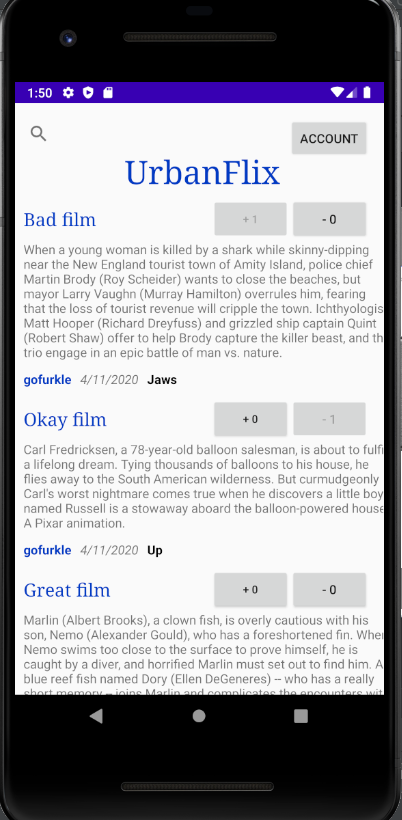 1:50
ACCOUNT
UrbanFlix
Bad film
+ 1
- 0
When a young woman is killed by a shark while skinny-dipping
near the New England tourist town of Amity Island, police chief
Martin Brody (Roy Scheider) wants to close the beaches, but
mayor Larry Vaughn (Murray Hamilton) overrules him, fearing
that the loss of tourist revenue will cripple the town. Ichthyologis
Matt Hooper (Richard Dreyfuss) and grizzled ship captain Quint
(Robert Shaw) offer to help Brody capture the killer beast, and th
trio engage in an epic battle of man vs. nature.
gofurkle 4/11/2020 Jaws
Okay film
+ 0
- 1
Carl Fredricksen, a 78-year-old balloon salesman, is about to fulfi
a lifelong dream. Tying thousands of balloons to his house, he
flies away to the South American wilderness. But curmudgeonly
Carl's worst nightmare comes true when he discovers a little boy
named Russell is a stowaway aboard the balloon-powered house
A Pixar animation.
gofurkle 4/11/2020 Up
Great film
+ 0
- 0
Marlin (Albert Brooks), a clown fish, is overly cautious with his
son, Nemo (Alexander Gould), who has a foreshortened fin. Whe
Nemo swims too close to the surface to prove himself, he is
caught by a diver, and horrified Marlin must set out to find him. A
blue reef fish named Dory (Ellen DeGeneres) -- who has a really
short memory -- joins Marlin and complicates the encounters wit